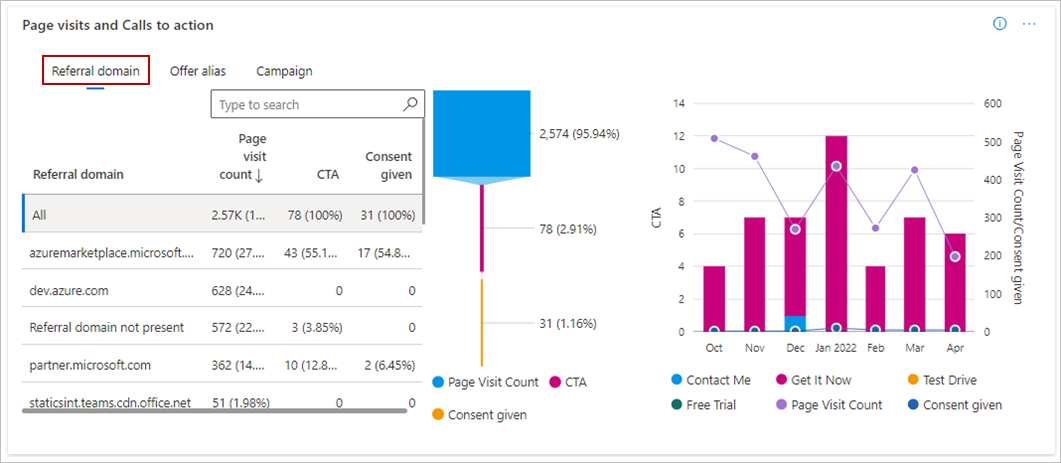 Page visits and Calls to action
Referral domain
Offer alias
Campaign
Type to search
Referral domain
Page
visit
count ↓
CTA
Consent
given
All
2.57K (1...
78 (100%)
31 (100%)
azuremarketplace.microsoft....
720 (27....
43 (55.1...
17 (54.8...
dev.azure.com
628 (24....
0
0
Referral domain not present
572 (22....
3 (3.85%)
0
partner.microsoft.com
362 (14....
10 (12.8...
2 (6.45%)
staticsint.teams.cdn.office.net
51 (1.98%)
0
0
2,574 (95.94%)
78 (2.91%)
31 (1.16%)
Page Visit Count
CTA
Consent given
14
12
10
8
6
4
2
0
CTA
600
500
400
300
200
100
0
Page Visit Count/Consent given
Oct
Nov
Dec
Jan 2022
Feb
Mar
Apr
Contact Me
Get It Now
Test Drive
Free Trial
Page Visit Count
Consent given